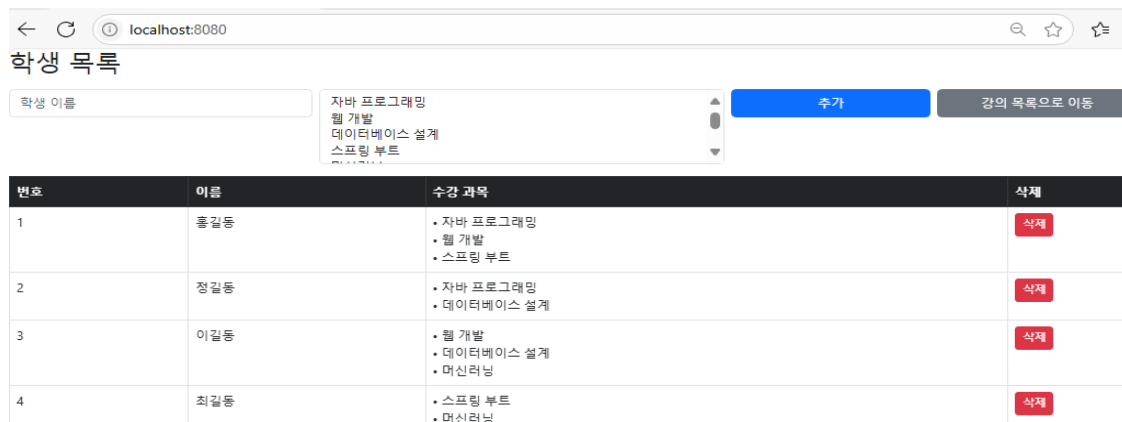 localhost:8080
학생 목록
학생 이름
자바 프로그래밍
웹 개발
데이터베이스 설계
스프링 부트
추가
강의 목록으로 이동
번호 이름 수강 과목 삭제
1 홍길동 • 자바 프로그래밍 삭제
• 웹 개발
• 스프링 부트
2 정길동 • 자바 프로그래밍 삭제
• 데이터베이스 설계
3 이길동 • 웹 개발 삭제
• 데이터베이스 설계
• 머신러닝
4 최길동 • 스프링 부트 삭제
• 머신러닝